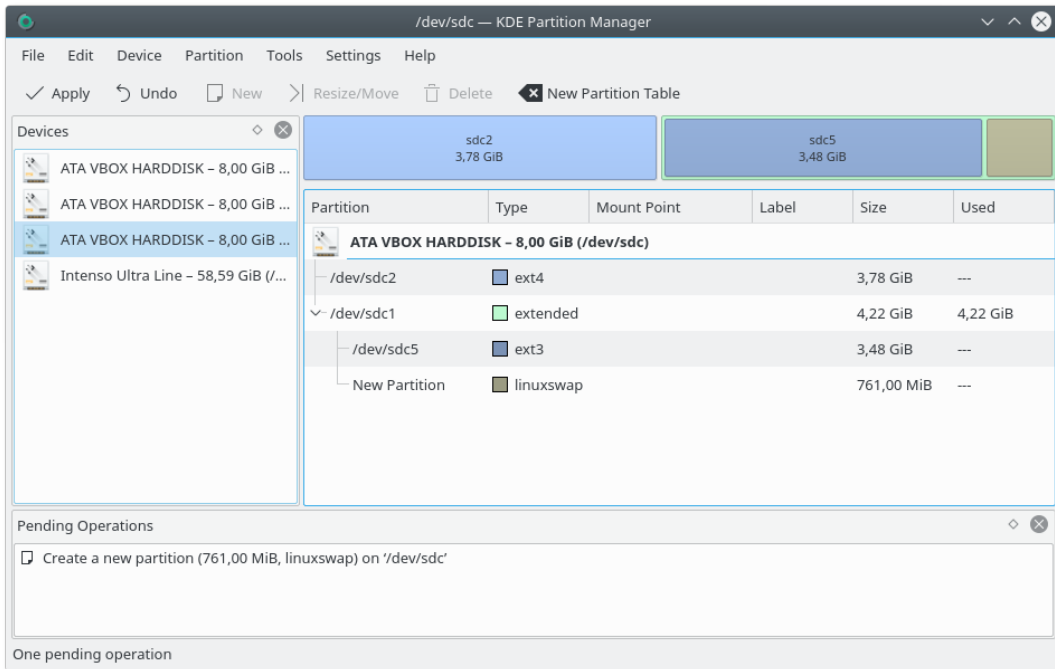 /dev/sdc — KDE Partition Manager
File Edit Device Partition Tools Settings Help
Apply Undo New Resize/Move Delete New Partition Table
Devices
ATA VBOX HARDDISK – 8,00 GiB ...
ATA VBOX HARDDISK – 8,00 GiB ...
ATA VBOX HARDDISK – 8,00 GiB ...
Intenso Ultra Line – 58,59 GiB (/...
sdc2
3,78 GiB
sdc5
3,48 GiB
Partition Type Mount Point Label Size Used
ATA VBOX HARDDISK – 8,00 GiB (/dev/sdc)
/dev/sdc2 ext4 3,78 GiB ---
/dev/sdc1 extended 4,22 GiB 4,22 GiB
/dev/sdc5 ext3 3,48 GiB ---
New Partition linuxswap 761,00 MiB ---
Pending Operations
Create a new partition (761,00 MiB, linuxswap) on ‘/dev/sdc’
One pending operation